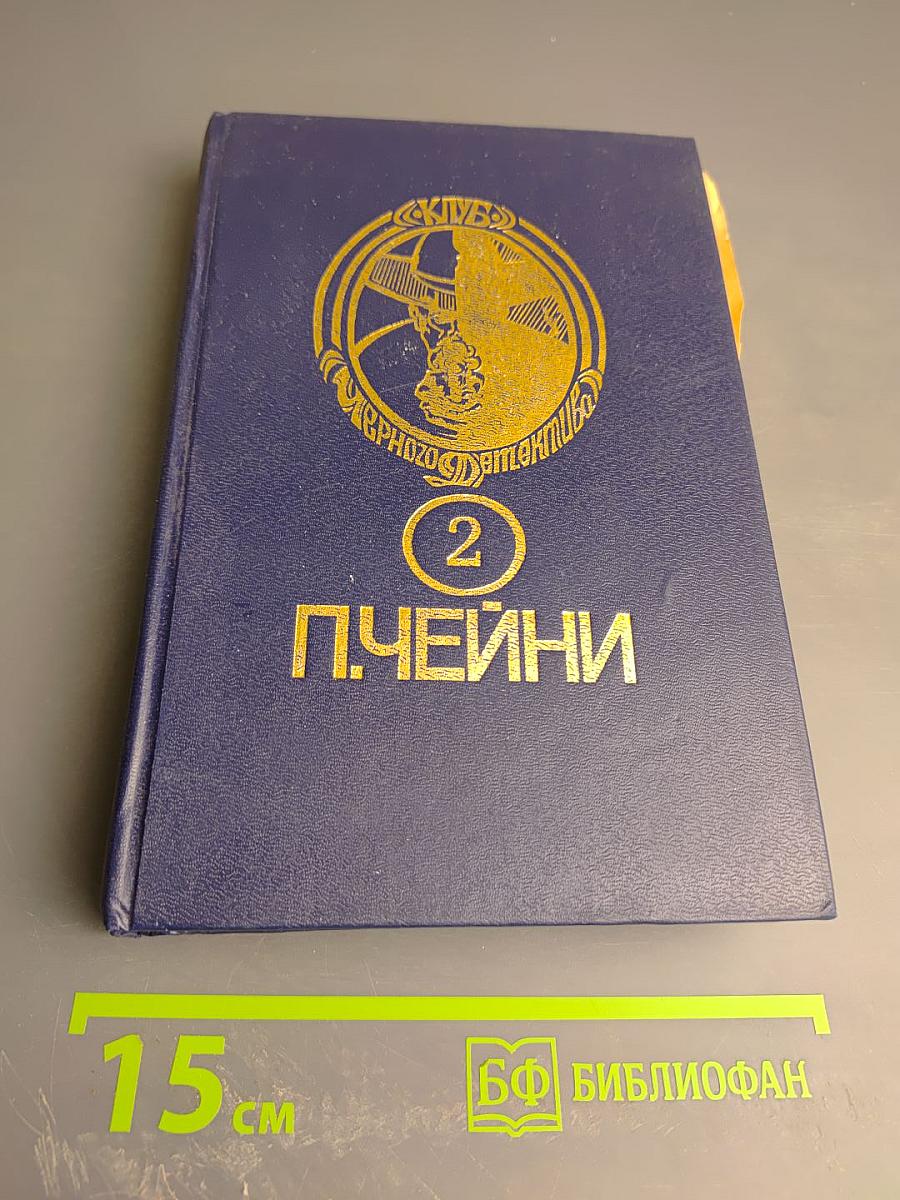 КЛУБ
Черного Детектива
2
П.ЧЕЙНИ
15 см
БФ БИБЛИОФАН